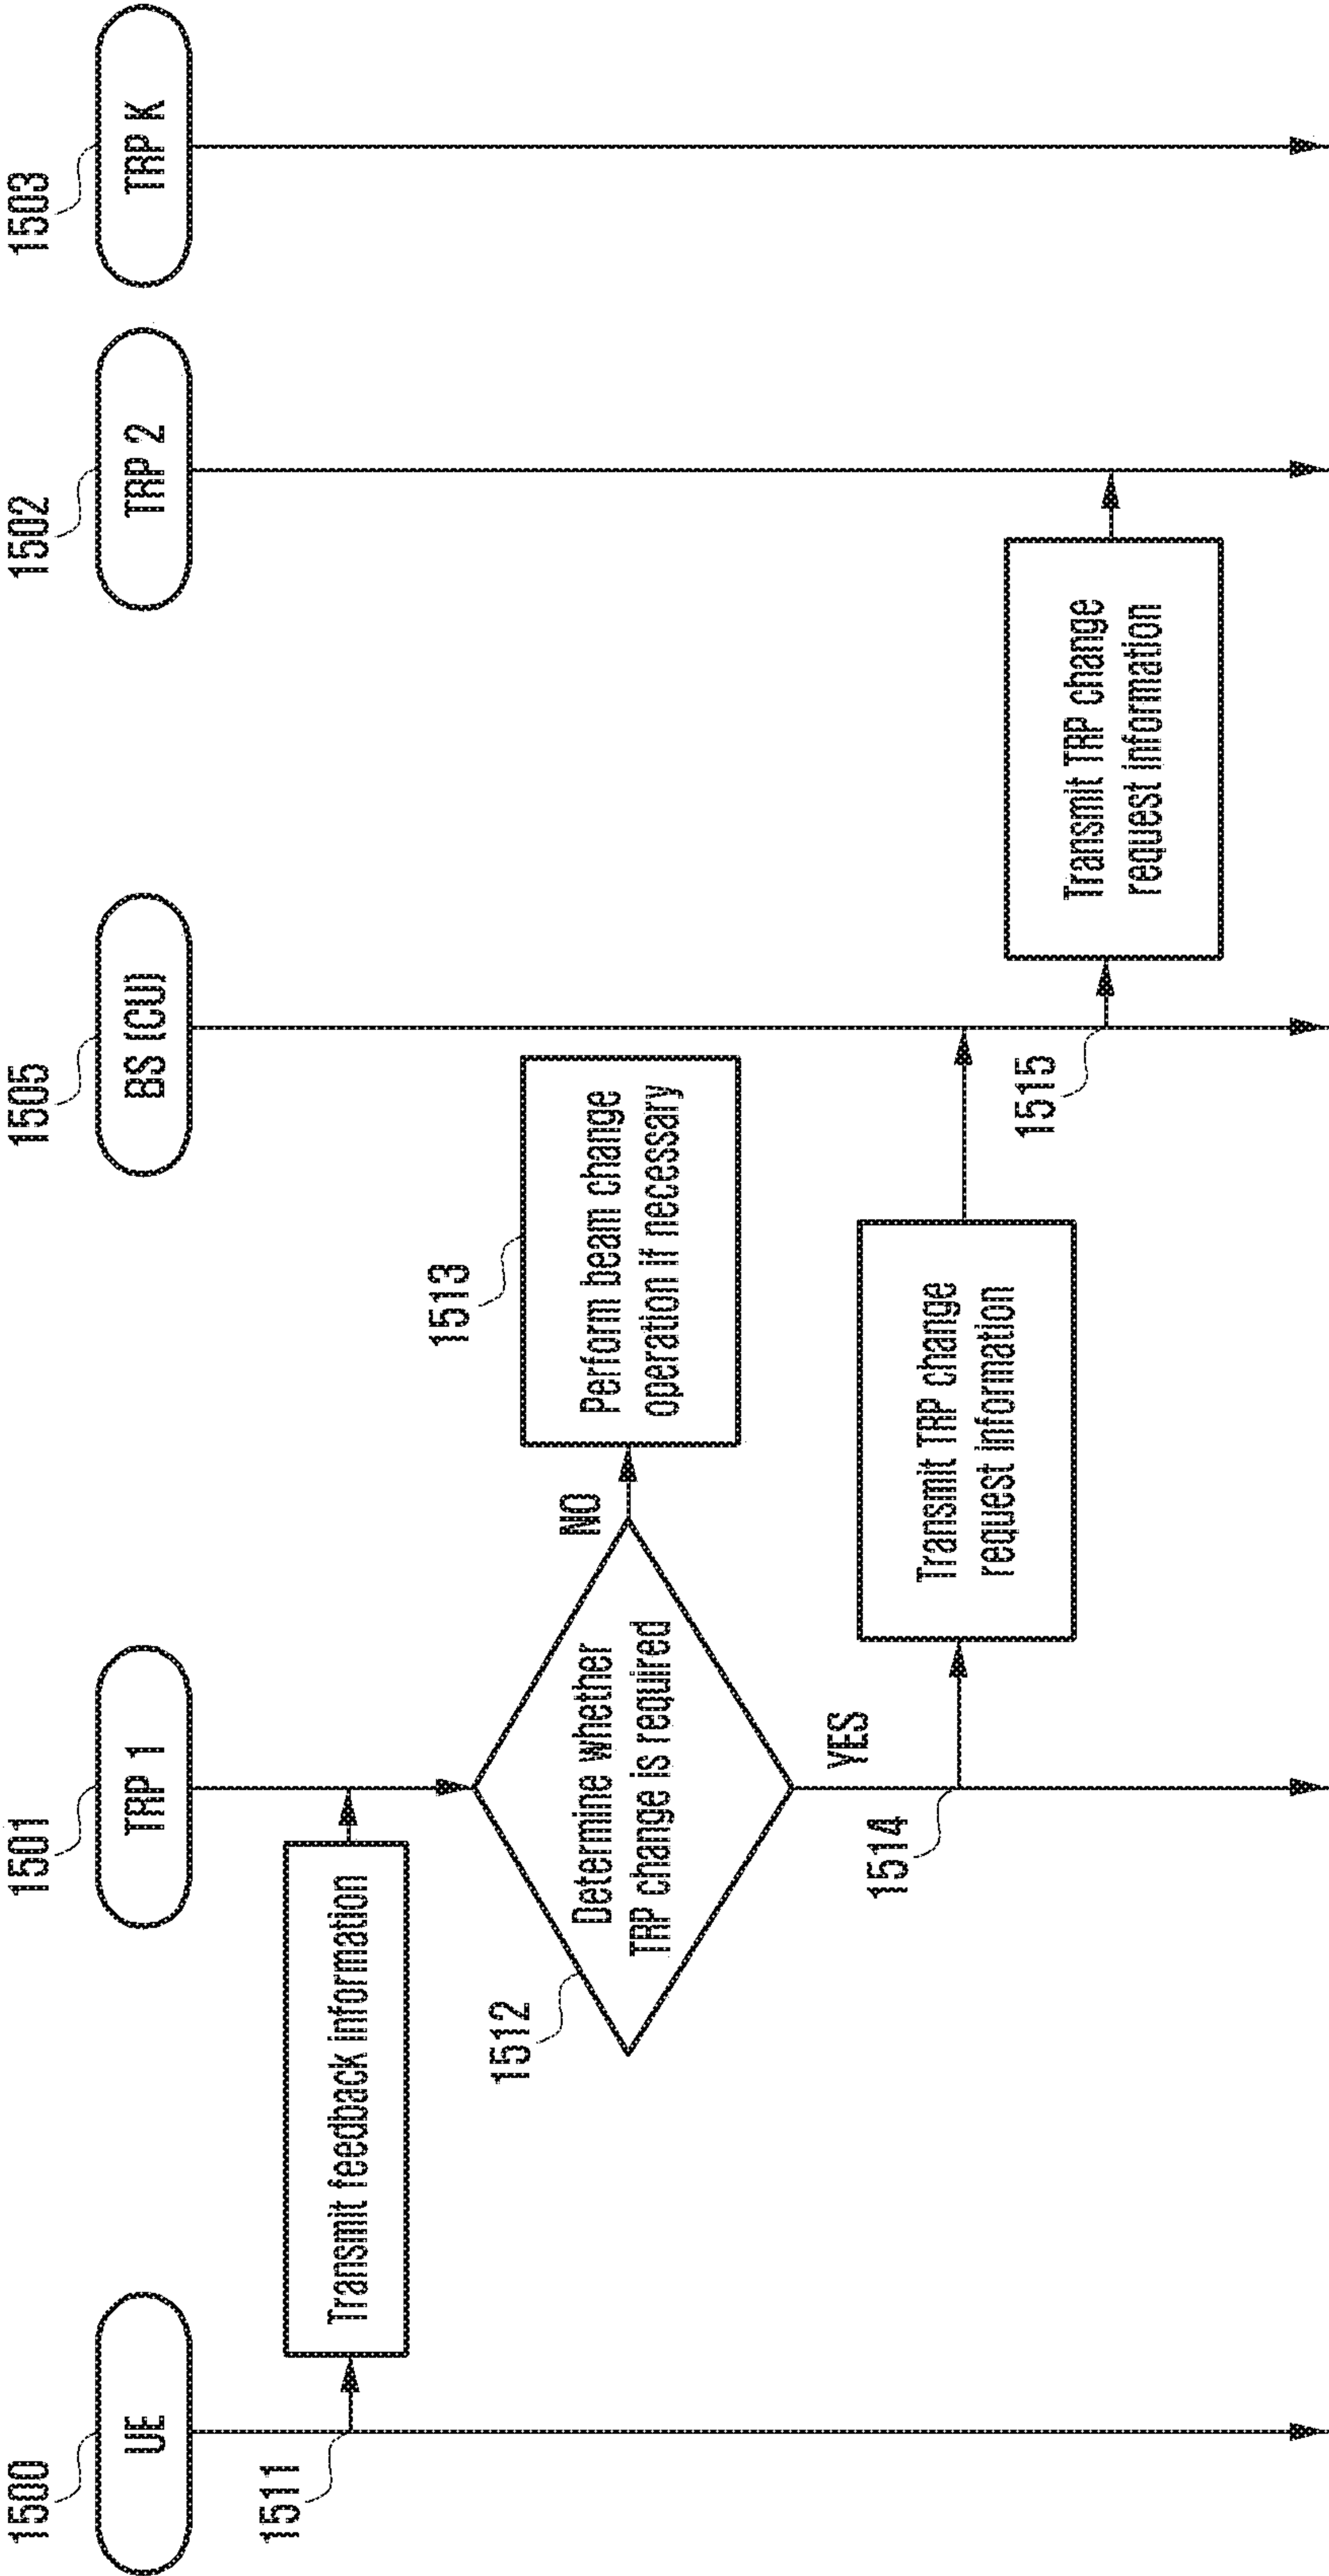 1500
UE
1501
TRP 1
1505
BS (CU)
1502
TRP 2
1503
TRP K
1511
Transmit feedback information
1512
Determine whether
TRP change is required
NO
1513
Perform beam change
operation if necessary
YES
1514
Transmit TRP change
request information
1515
Transmit TRP change
request information